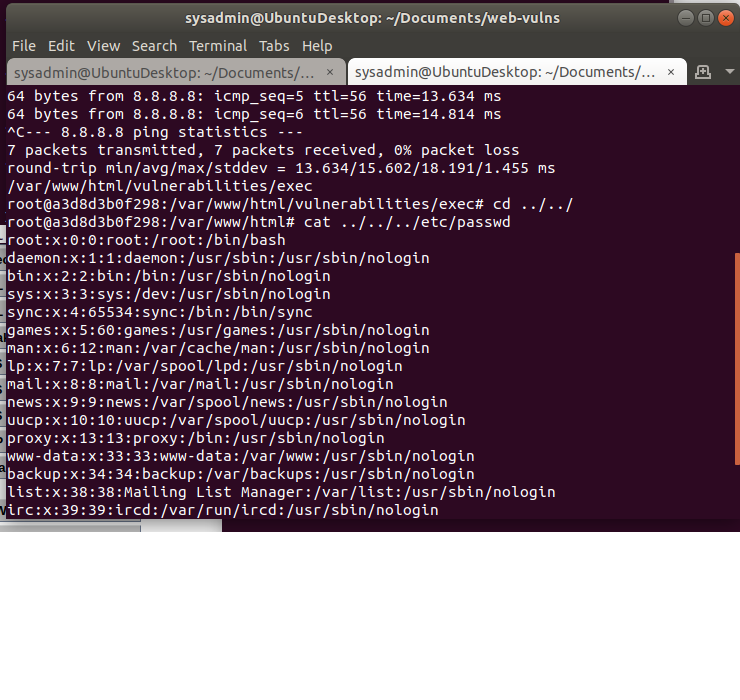 sysadmin@UbuntuDesktop: ~/Documents/web-vulns
File Edit View Search Terminal Tabs Help
sysadmin@UbuntuDesktop: ~/Documents/... × sysadmin@UbuntuDesktop: ~/Documents/... ×
64 bytes from 8.8.8.8: icmp_seq=5 ttl=56 time=13.634 ms
64 bytes from 8.8.8.8: icmp_seq=6 ttl=56 time=14.814 ms
^C--- 8.8.8.8 ping statistics ---
7 packets transmitted, 7 packets received, 0% packet loss
round-trip min/avg/max/stddev = 13.634/15.602/18.191/1.455 ms
/var/www/html/vulnerabilities/exec
root@a3d8d3b0f298:/var/www/html/vulnerabilities/exec# cd ../../
root@a3d8d3b0f298:/var/www/html# cat ../../../etc/passwd
root:x:0:0:root:/root:/bin/bash
daemon:x:1:1:daemon:/usr/sbin:/usr/sbin/nologin
bin:x:2:2:bin:/bin:/usr/sbin/nologin
sys:x:3:3:sys:/dev:/usr/sbin/nologin
sync:x:4:65534:sync:/bin:/bin/sync
games:x:5:60:games:/usr/games:/usr/sbin/nologin
man:x:6:12:man:/var/cache/man:/usr/sbin/nologin
lp:x:7:7:lp:/var/spool/lpd:/usr/sbin/nologin
mail:x:8:8:mail:/var/mail:/usr/sbin/nologin
news:x:9:9:news:/var/spool/news:/usr/sbin/nologin
uucp:x:10:10:uucp:/var/spool/uucp:/usr/sbin/nologin
proxy:x:13:13:proxy:/bin:/usr/sbin/nologin
www-data:x:33:33:www-data:/var/www:/usr/sbin/nologin
backup:x:34:34:backup:/var/backups:/usr/sbin/nologin
list:x:38:38:Mailing List Manager:/var/list:/usr/sbin/nologin
irc:x:39:39:ircd:/var/run/ircd:/usr/sbin/nologin